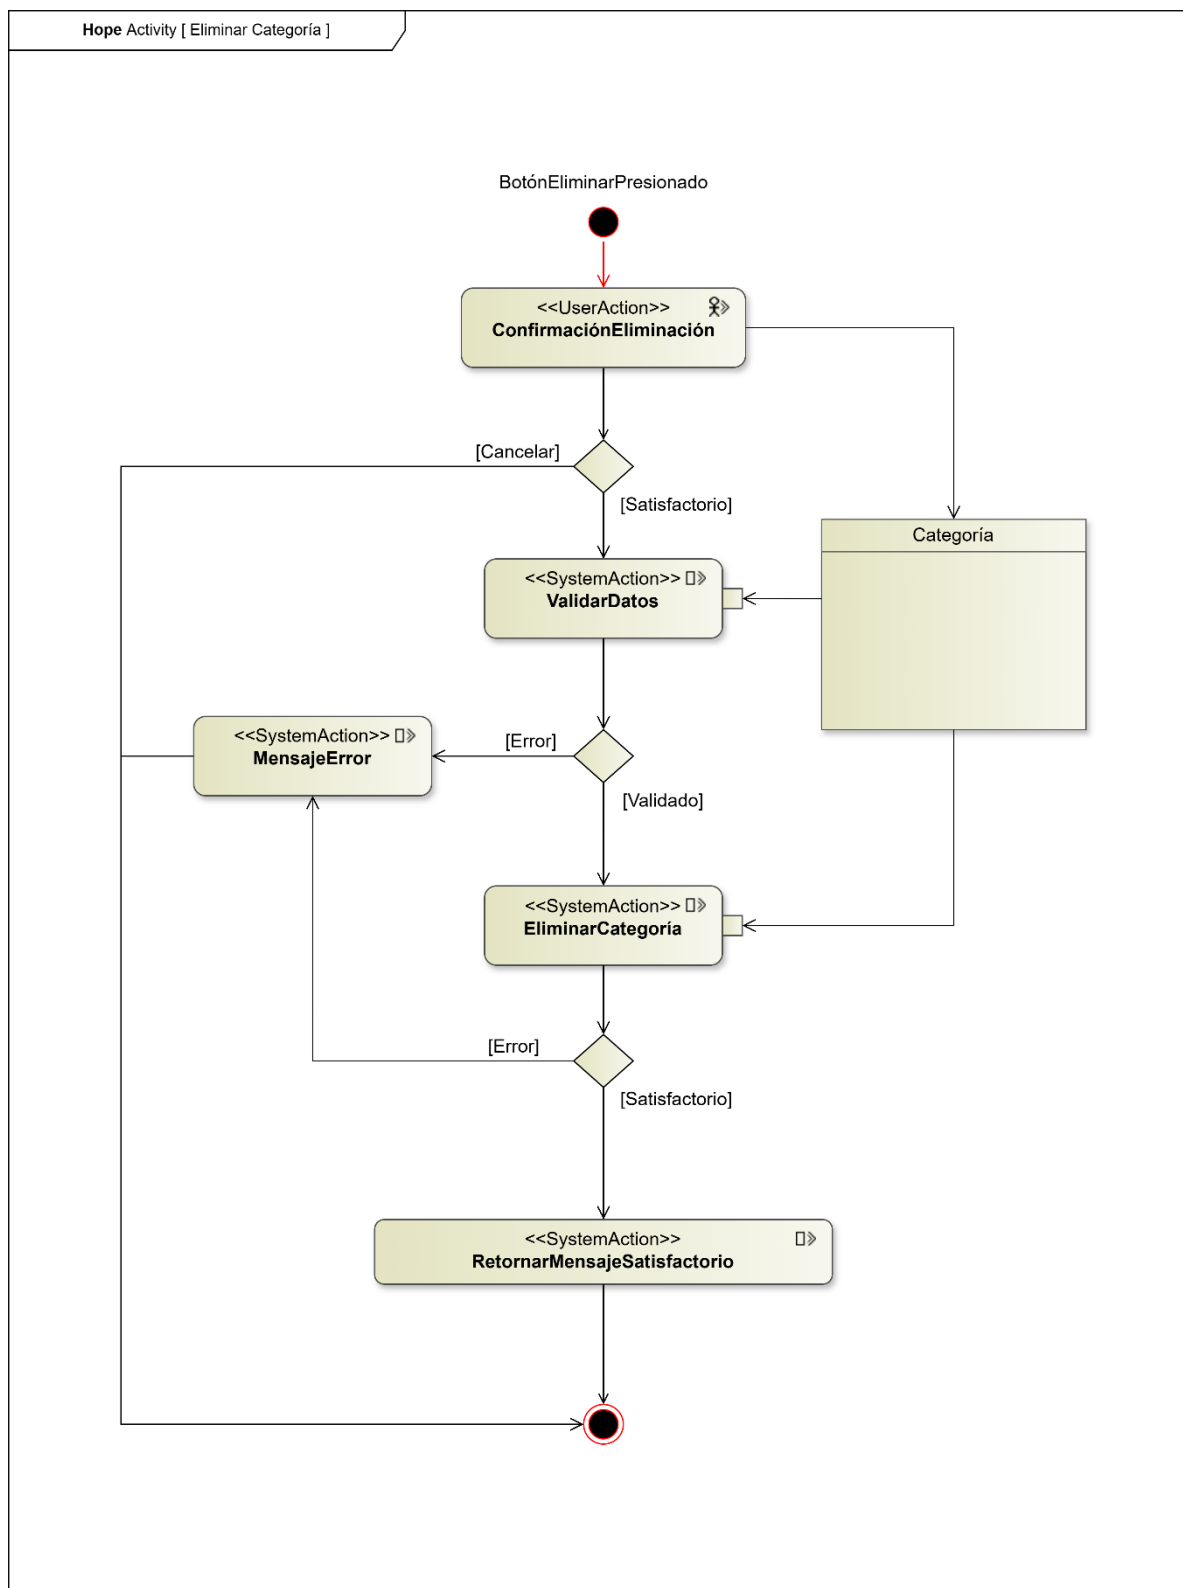 Hope Activity [ Eliminar Categoría ]
BotónEliminarPresionado
<<UserAction>>
ConfirmaciónEliminación
[Cancelar]
[Satisfactorio]
Categoría
<<SystemAction>>
ValidarDatos
<<SystemAction>>
MensajeError
[Error]
[Validado]
<<SystemAction>>
EliminarCategoría
[Error]
[Satisfactorio]
<<SystemAction>>
RetornarMensajeSatisfactorio